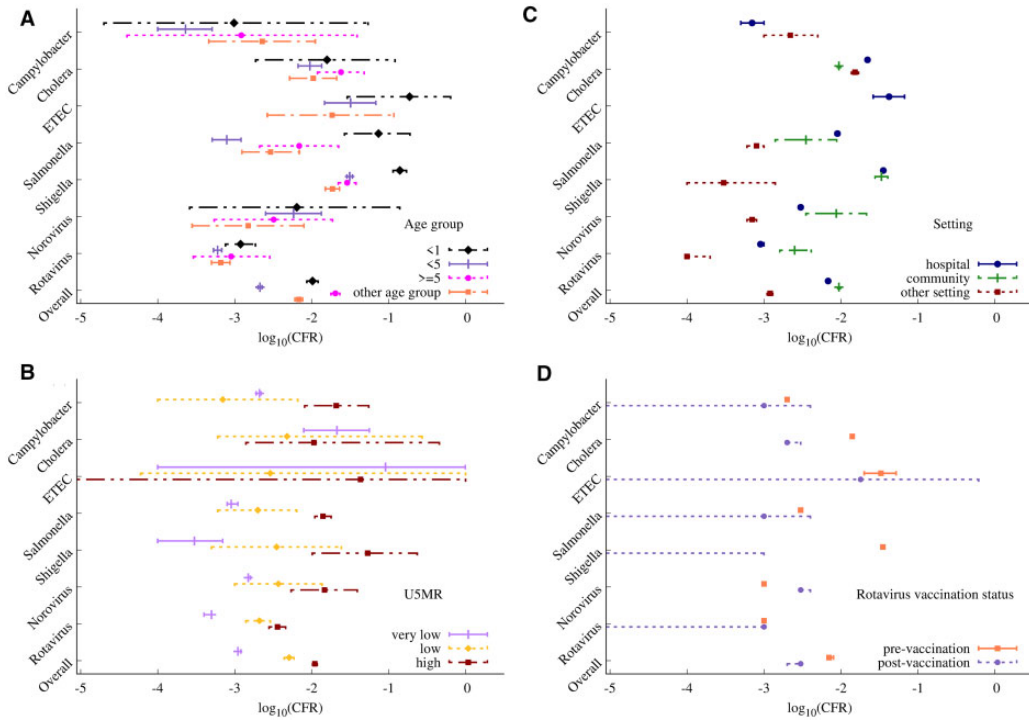 A
Campylobacter
Cholera
ETEC
Salmonella
Shigella
Norovirus
Rotavirus
Overall
Age group
<1
<5
>=5
other age group
-5 -4 -3 -2 -1 0
log10(CFR)
C
Campylobacter
Cholera
ETEC
Salmonella
Shigella
Norovirus
Rotavirus
Overall
Setting
hospital
community
other setting
-5 -4 -3 -2 -1 0
log10(CFR)
B
Campylobacter
Cholera
ETEC
Salmonella
Shigella
Norovirus
Rotavirus
Overall
U5MR
very low
low
high
-5 -4 -3 -2 -1 0
log10(CFR)
D
Campylobacter
Cholera
ETEC
Salmonella
Shigella
Norovirus
Rotavirus
Overall
Rotavirus vaccination status
pre-vaccination
post-vaccination
-5 -4 -3 -2 -1 0
log10(CFR)